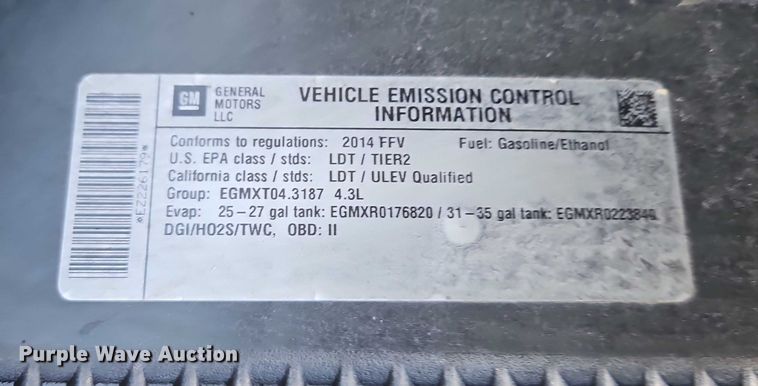 GM
GENERAL
MOTORS
LLC
VEHICLE EMISSION CONTROL
INFORMATION
Conforms to regulations: 2014 FFV Fuel: Gasoline/Ethanol
U.S. EPA class / stds: LDT / TIER2
California class / stds: LDT / ULEV Qualified
Group: EGMXT04.3187 4.3L
Evap: 25-27 gal tank: EGMXR0176820 / 31-35 gal tank: EGMXR0223840
DGI/HO2S/TWC, OBD: II
*EZ226179*
Purple Wave Auction